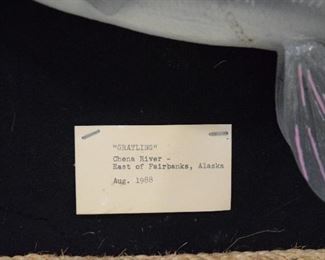 "GRAYLING"
Chena River -
East of Fairbanks, Alaska
Aug. 1988